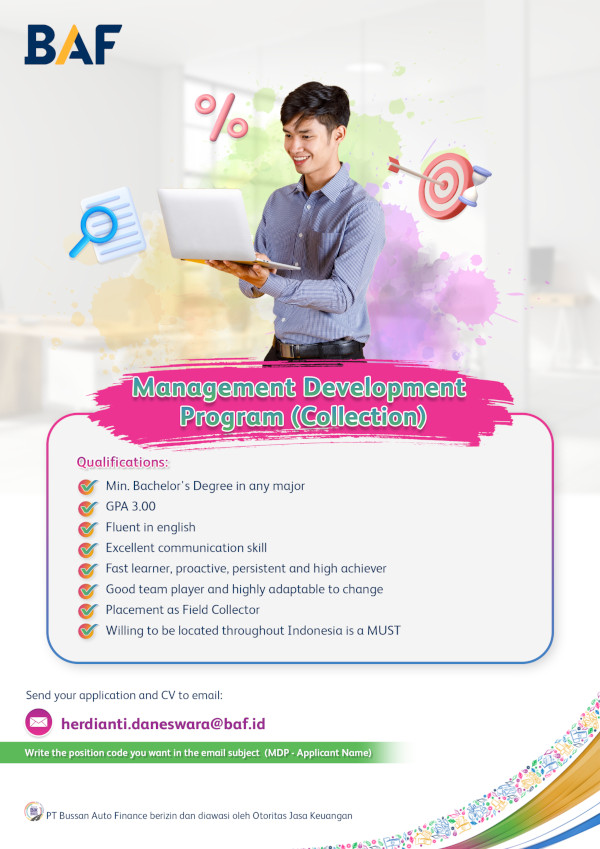 BAF
%
Management Development
Program (Collection)
Qualifications:
Min. Bachelor's Degree in any major
GPA 3.00
Fluent in english
Excellent communication skill
Fast learner, proactive, persistent and high achiever
Good team player and highly adaptable to change
Placement as Field Collector
Willing to be located throughout Indonesia is a MUST
Send your application and CV to email:
herdianti.daneswara@baf.id
Write the position code you want in the email subject (MDP - Applicant Name)
PT Bussan Auto Finance berizin dan diawasi oleh Otoritas Jasa Keuangan